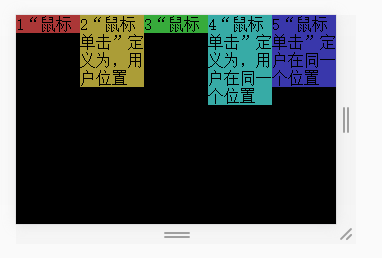 1“鼠标
2“鼠标
单击”定
义为，用
户位置
3“鼠标
4“鼠标
单击”定
义为，用
户在同一
个位置
5“鼠标
单击”定
用户在同一
个位置